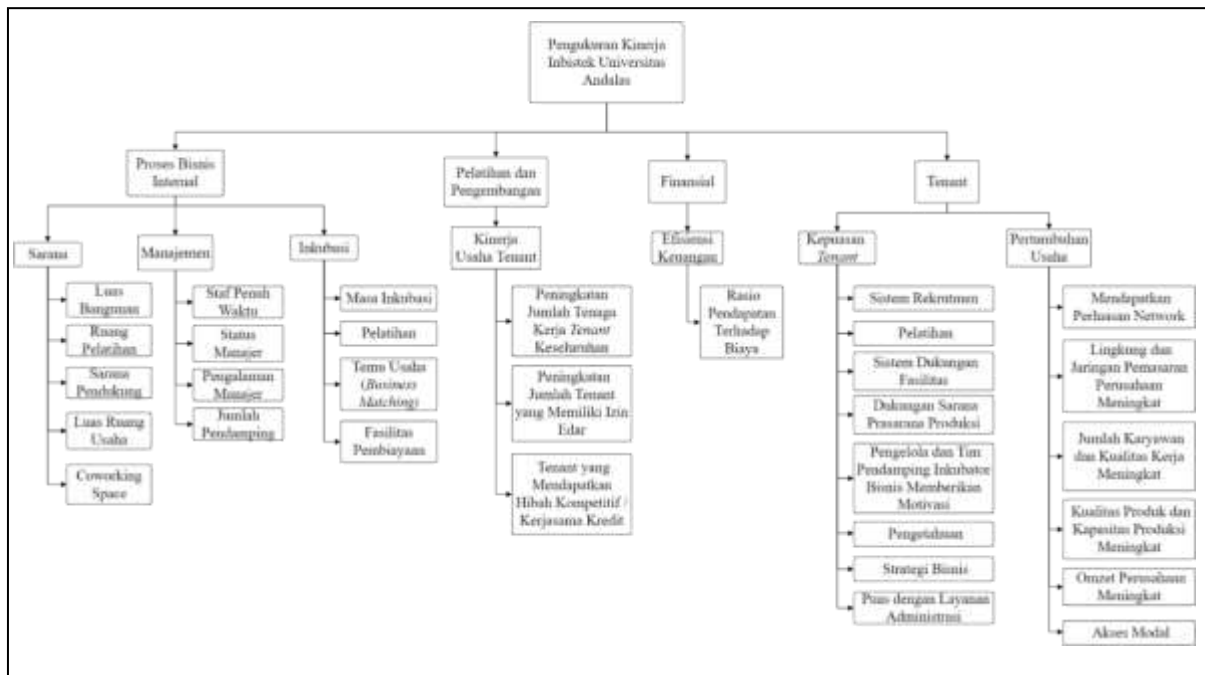 Pengukuran Kinerja
Inbistek Universitas
Andalas
Proses Bisnis
Internal
Pelatihan dan
Pengembangan
Finansial
Tenant
Sarana
Manajemen
Inkubasi
Kinerja
Usaha Tenant
Efisiensi
Keuangan
Kepuasan
Tenant
Pertumbuhan
Usaha
Luas
Bangunan
Ruang
Pelatihan
Sarana
Pendukung
Luas Ruang
Usaha
Coworking
Space
Staf Penuh
Waktu
Status
Manajer
Pengalaman
Manajer
Jumlah
Pendamping
Masa Inkubasi
Pelatihan
Temu Usaha
(Business
Matching)
Fasilitas
Pembiayaan
Peningkatan
Jumlah Tenaga
Kerja Tenant
Keseluruhan
Peningkatan
Jumlah Tenant
yang Memiliki Izin
Edar
Tenant yang
Mendapatkan
Hibah Kompetitif /
Kerjasama Kredit
Rasio
Pendapatan
Terhadap
Biaya
Sistem Rekrutmen
Pelatihan
Sistem Dukungan
Fasilitas
Dukungan Sarana
Prasarana Produksi
Pengelola dan Tim
Pendamping Inkubator
Bisnis Memberikan
Motivasi
Pengetahuan
Strategi Bisnis
Puas dengan Layanan
Administrasi
Mendapatkan
Perluasan Network
Lingkung dan
Jaringan Pemasaran
Perusahaan
Meningkat
Jumlah Karyawan
dan Kualitas Kerja
Meningkat
Kualitas Produk dan
Kapasitas Produksi
Meningkat
Omzet Perusahaan
Meningkat
Akses Modal